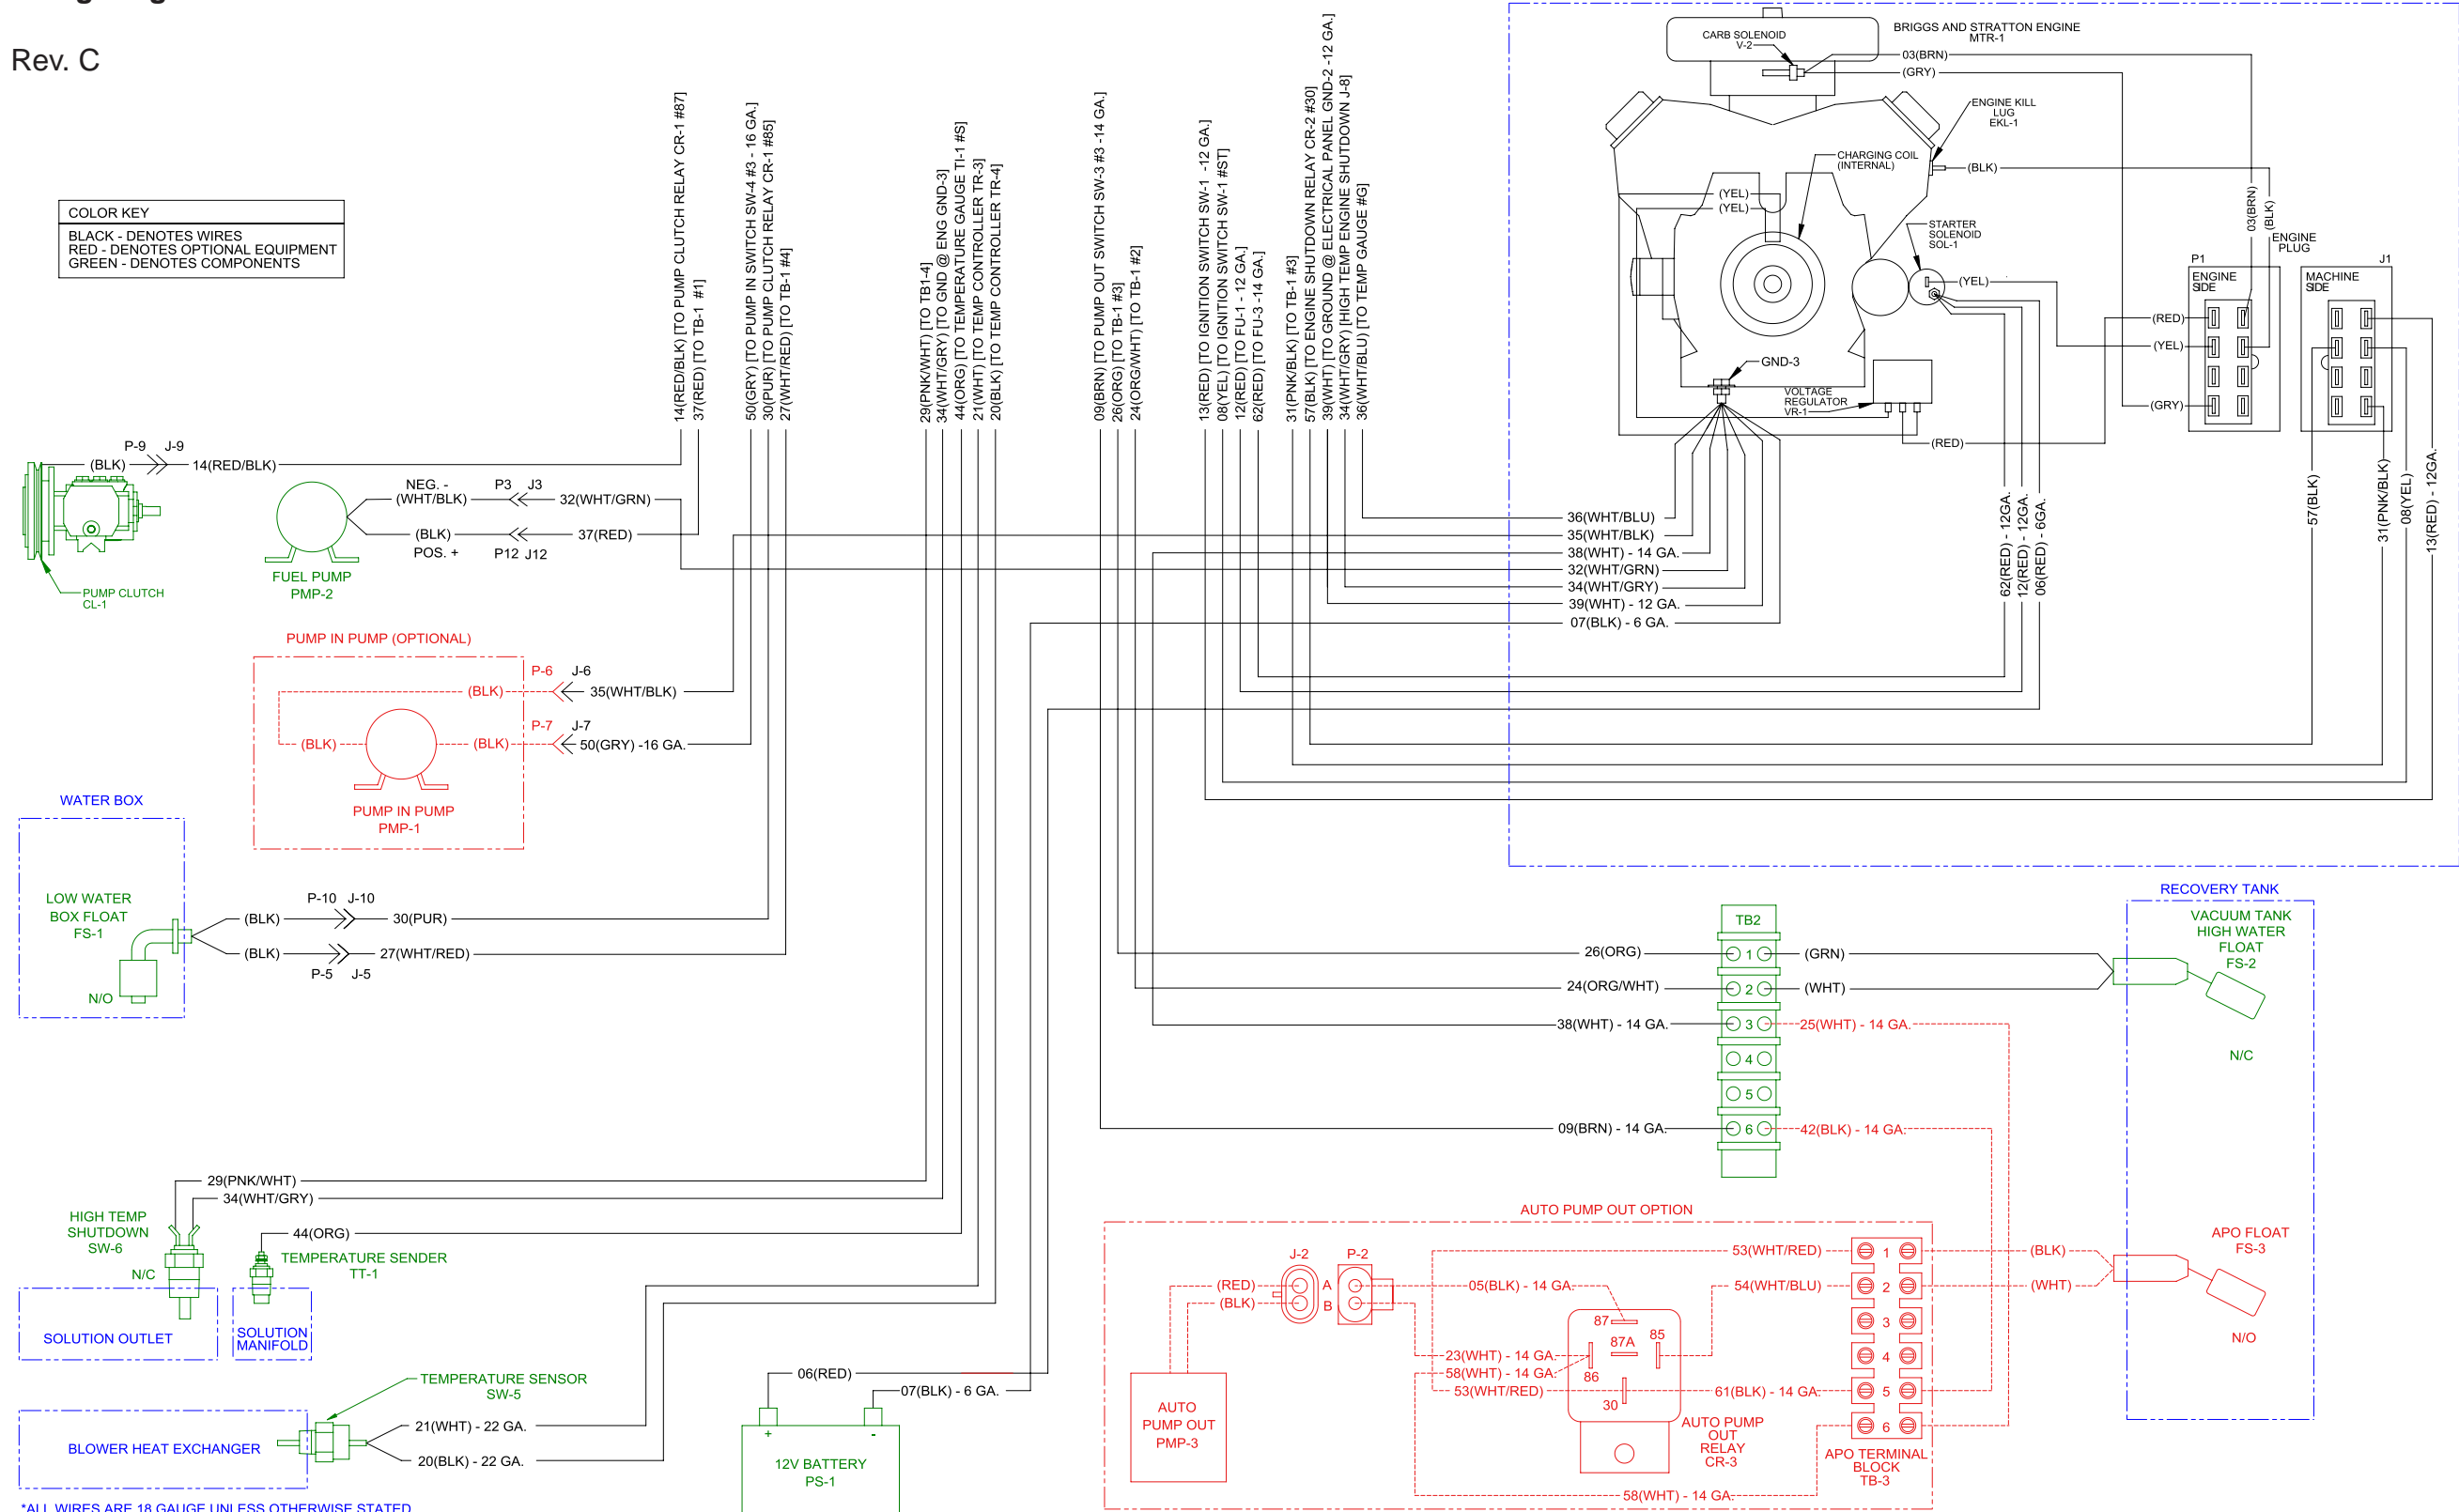 Rev. C
COLOR KEY
BLACK - DENOTES WIRES
RED - DENOTES OPTIONAL EQUIPMENT
GREEN - DENOTES COMPONENTS
14(RED/BLK) [TO PUMP CLUTCH RELAY CR-1 #87]
37(RED) [TO TB-1 #1]
50(GRY) [TO PUMP IN SWITCH SW-4 #3 - 16 GA.]
30(PUR) [TO PUMP CLUTCH RELAY CR-1 #85]
27(WHT/RED) [TO TB-1 #4]
29(PNK/WHT) [TO TB1-4]
34(WHT/GRY) [TO GND @ ENG GND-3]
44(ORG) [TO TEMPERATURE GAUGE TI-1 #S]
21(WHT) [TO TEMP CONTROLLER TR-3]
20(BLK) [TO TEMP CONTROLLER TR-4]
09(BRN) [TO PUMP OUT SWITCH SW-3 #3 -14 GA.]
26(ORG) [TO TB-1 #3]
24(ORG/WHT) [TO TB-1 #2]
13(RED) [TO IGNITION SWITCH SW-1 -12 GA.]
08(YEL) [TO IGNITION SWITCH SW-1 #ST]
12(RED) [TO FU-1 - 12 GA.]
62(RED) [TO FU-3 -14 GA.]
31(PNK/BLK) [TO TB-1 #3]
57(BLK) [TO ENGINE SHUTDOWN RELAY CR-2 #30]
39(WHT) [TO GROUND @ ELECTRICAL PANEL GND-2 -12 GA.]
34(WHT/GRY) [HIGH TEMP ENGINE SHUTDOWN J-8]
36(WHT/BLU) [TO TEMP GAUGE #G]
CARB SOLENOID
V-2
BRIGGS AND STRATTON ENGINE
MTR-1
03(BRN)
(GRY)
ENGINE KILL
LUG
EKL-1
CHARGING COIL
(INTERNAL)
(BLK)
(YEL)
(YEL)
03(BRN)
(BLK)
STARTER
SOLENOID
SOL-1
ENGINE
PLUG
P1
J1
ENGINE
SIDE
MACHINE
SIDE
(YEL)
(RED)
(YEL)
(GRY)
GND-3
VOLTAGE
REGULATOR
VR-1
(RED)
P-9 J-9
(BLK)
14(RED/BLK)
NEG. -
(WHT/BLK)
P3 J3
32(WHT/GRN)
(BLK)
POS. +
P12 J12
37(RED)
FUEL PUMP
PMP-2
PUMP CLUTCH
CL-1
36(WHT/BLU)
35(WHT/BLK)
38(WHT) - 14 GA.
32(WHT/GRN)
34(WHT/GRY)
39(WHT) - 12 GA.
07(BLK) - 6 GA.
62(RED) - 12GA.
12(RED) - 12GA.
06(RED) - 6GA.
57(BLK)
31(PNK/BLK)
08(YEL)
13(RED) - 12GA.
PUMP IN PUMP (OPTIONAL)
P-6 J-6
(BLK)
35(WHT/BLK)
P-7 J-7
(BLK)
(BLK)
50(GRY) -16 GA.
PUMP IN PUMP
PMP-1
WATER BOX
LOW WATER
BOX FLOAT
FS-1
N/O
P-10 J-10
(BLK)
30(PUR)
(BLK)
27(WHT/RED)
P-5 J-5
RECOVERY TANK
VACUUM TANK
HIGH WATER
FLOAT
FS-2
N/C
TB2
26(ORG)
1
(GRN)
24(ORG/WHT)
2
(WHT)
38(WHT) - 14 GA.
3
25(WHT) - 14 GA.
4
5
09(BRN) - 14 GA.
6
42(BLK) - 14 GA.
29(PNK/WHT)
34(WHT/GRY)
HIGH TEMP
SHUTDOWN
SW-6
N/C
44(ORG)
TEMPERATURE SENDER
TT-1
SOLUTION OUTLET
SOLUTION
MANIFOLD
TEMPERATURE SENSOR
SW-5
BLOWER HEAT EXCHANGER
21(WHT) - 22 GA.
20(BLK) - 22 GA.
06(RED)
07(BLK) - 6 GA.
+ -
12V BATTERY
PS-1
AUTO PUMP OUT OPTION
J-2 P-2
(RED)
A
(BLK)
B
05(BLK) - 14 GA.
53(WHT/RED)
54(WHT/BLU)
87
87A
85
86
30
23(WHT) - 14 GA.
58(WHT) - 14 GA.
53(WHT/RED)
61(BLK) - 14 GA.
58(WHT) - 14 GA.
AUTO
PUMP OUT
PMP-3
AUTO PUMP
OUT
RELAY
CR-3
1
2
3
4
5
6
APO TERMINAL
BLOCK
TB-3
(BLK)
(WHT)
APO FLOAT
FS-3
N/O
*ALL WIRES ARE 18 GAUGE UNLESS OTHERWISE STATED